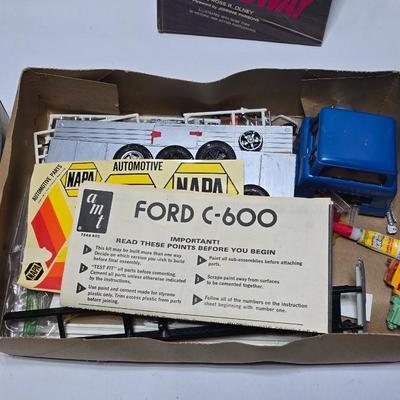 WAY
ROSS R. OLNEY
AUTOMOTIVE
NAPA
NAPA
AUTOMOTIVE PARTS
NAPA
amt
FORD C-600
IMPORTANT!
READ THESE POINTS BEFORE YOU BEGIN
This kit may be built more than one way
Decide on which version you wish to build
before final assembly.
"TEST FIT" all parts before cementing.
Cement all parts unless otherwise indicated
by the instructions.
Use paint and cement made for styrene
plastic only. Trim excess plastic from parts
before joining.
Paint all sub-assemblies before attaching
parts.
Scrape paint away from surfaces
to be cemented together.
Follow all of the numbers on the instruction
sheet beginning with number one.